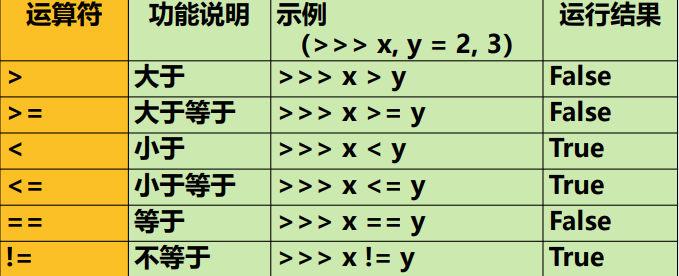 运算符 功能说明 示例 运行结果
(>>> x, y = 2, 3)
> 大于 >>> x > y False
>= 大于等于 >>> x >= y False
< 小于 >>> x < y True
<= 小于等于 >>> x <= y True
== 等于 >>> x == y False
!= 不等于 >>> x != y True